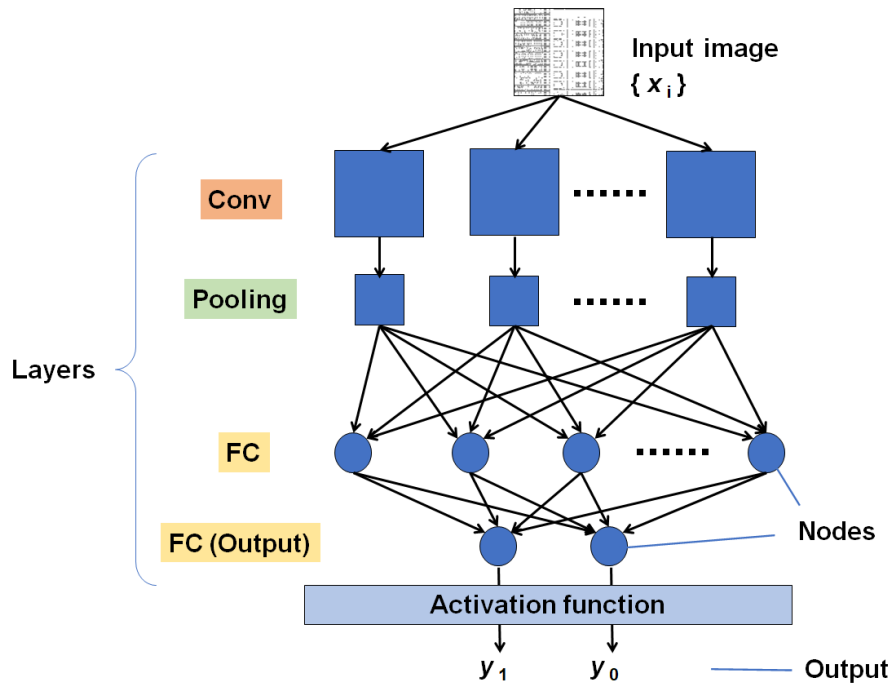 Input image
{ x i }
Conv
Pooling
Layers
FC
Nodes
FC (Output)
Activation function
y 1
y 0
Output